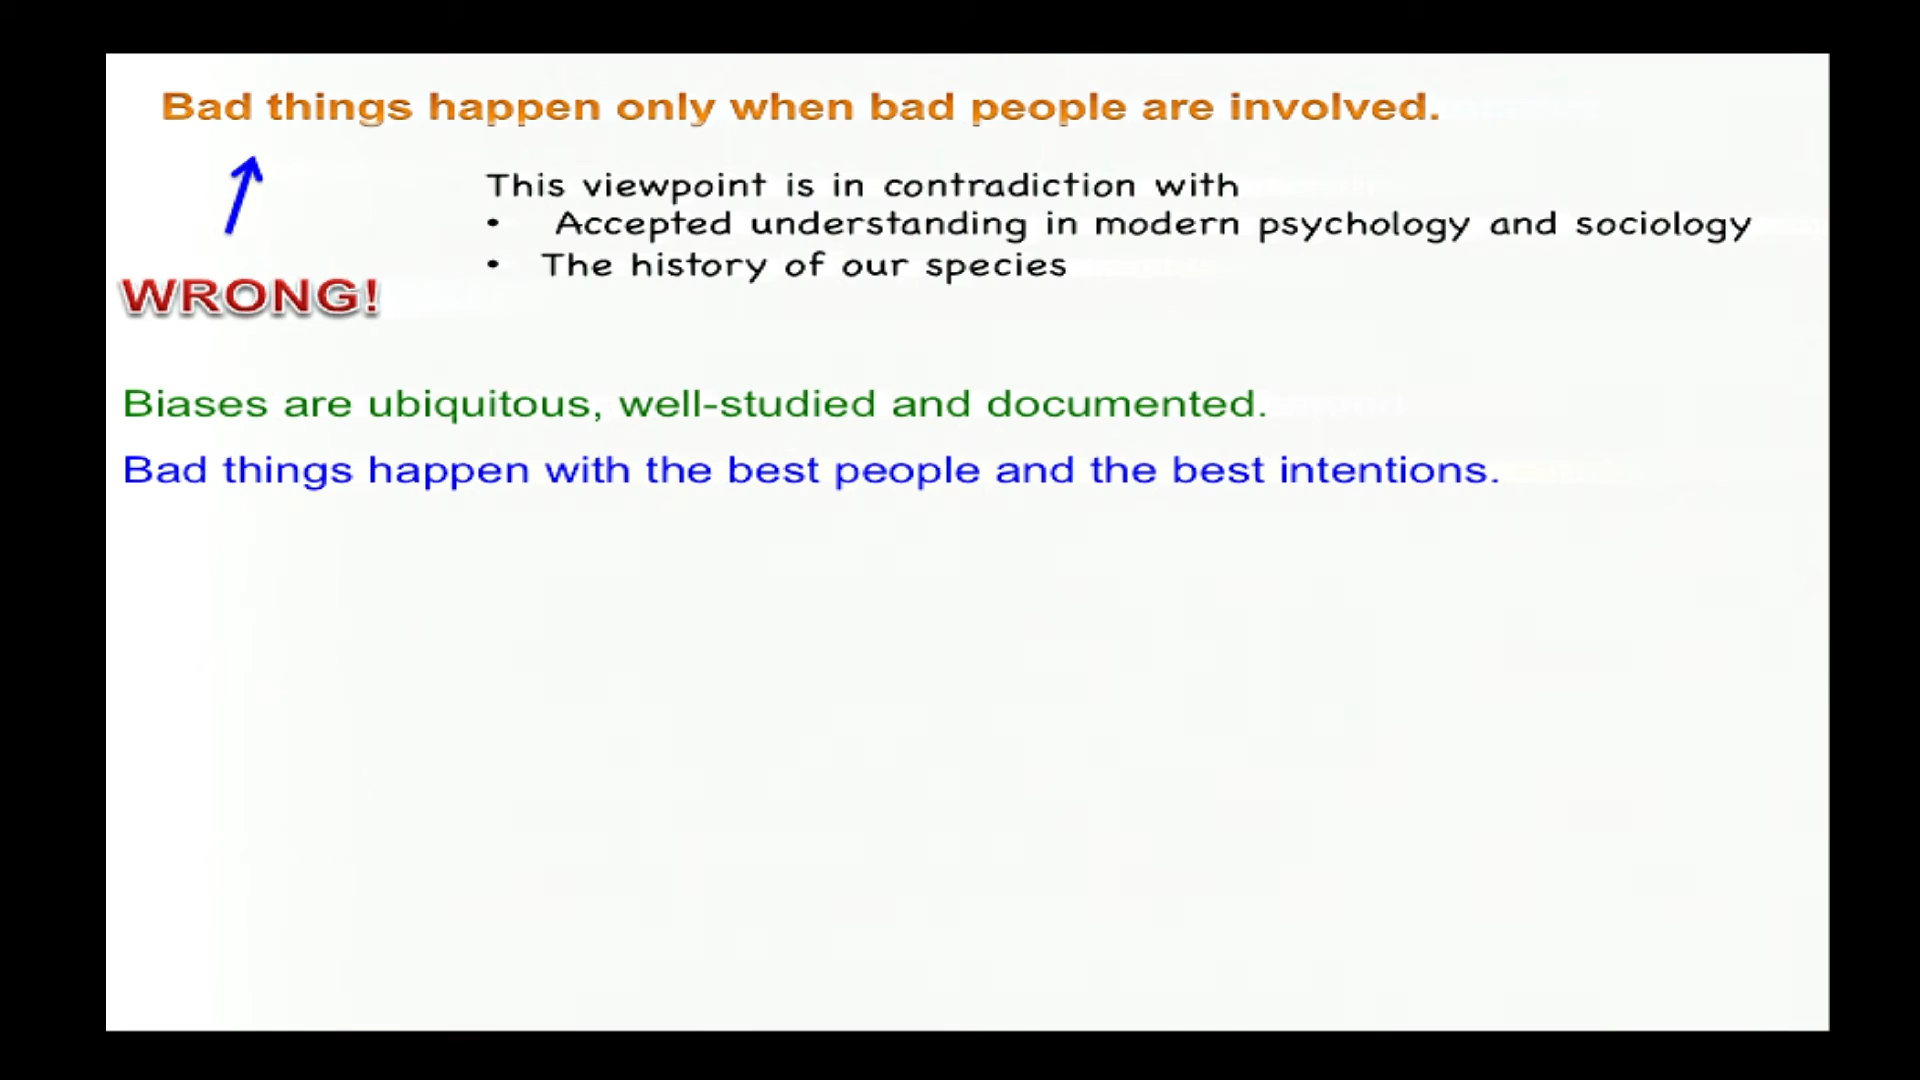 Bad things happen only when bad people are involved.
This viewpoint is in contradiction with
• Accepted understanding in modern psychology and sociology
• The history of our species
WRONG!
Biases are ubiquitous, well-studied and documented.
Bad things happen with the best people and the best intentions.